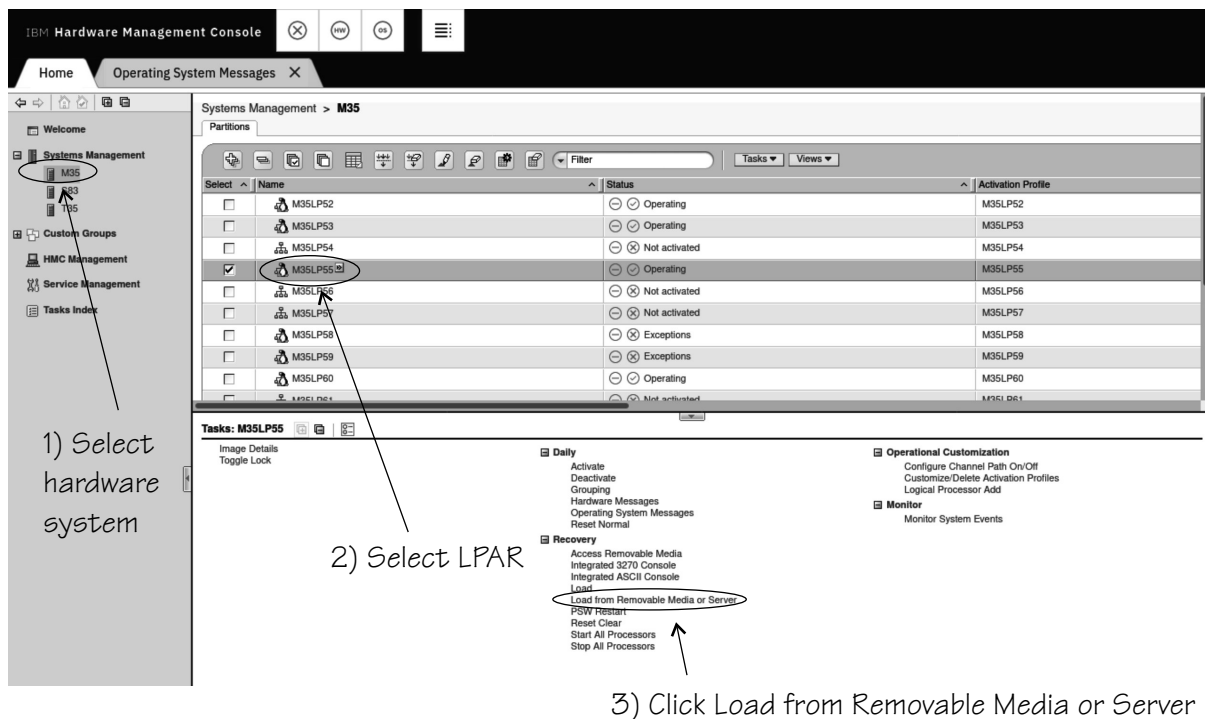 IBM Hardware Management Console
HW
OS
Home
Operating System Messages X
Systems Management > M35
Partitions
Welcome
Systems Management
M35
S83
T35
Custom Groups
HMC Management
Service Management
Tasks Index
Filter
Tasks
Views
Select Name Status Activation Profile
M35LP52 Operating M35LP52
M35LP53 Operating M35LP53
M35LP54 Not activated M35LP54
M35LP55 Operating M35LP55
M35LP56 Not activated M35LP56
M35LP57 Not activated M35LP57
M35LP58 Exceptions M35LP58
M35LP59 Exceptions M35LP59
M35LP60 Operating M35LP60
M35LP61 Not activated M35LP61
1) Select
hardware
system
Tasks: M35LP55
Image Details
Toggle Lock
Daily
Activate
Deactivate
Grouping
Hardware Messages
Operating System Messages
Reset Normal
Recovery
Access Removable Media
Integrated 3270 Console
Integrated ASCII Console
Load
Load from Removable Media or Server
PSW Restart
Reset Clear
Start All Processors
Stop All Processors
Operational Customization
Configure Channel Path On/Off
Customize/Delete Activation Profiles
Logical Processor Add
Monitor
Monitor System Events
2) Select LPAR
3) Click Load from Removable Media or Server